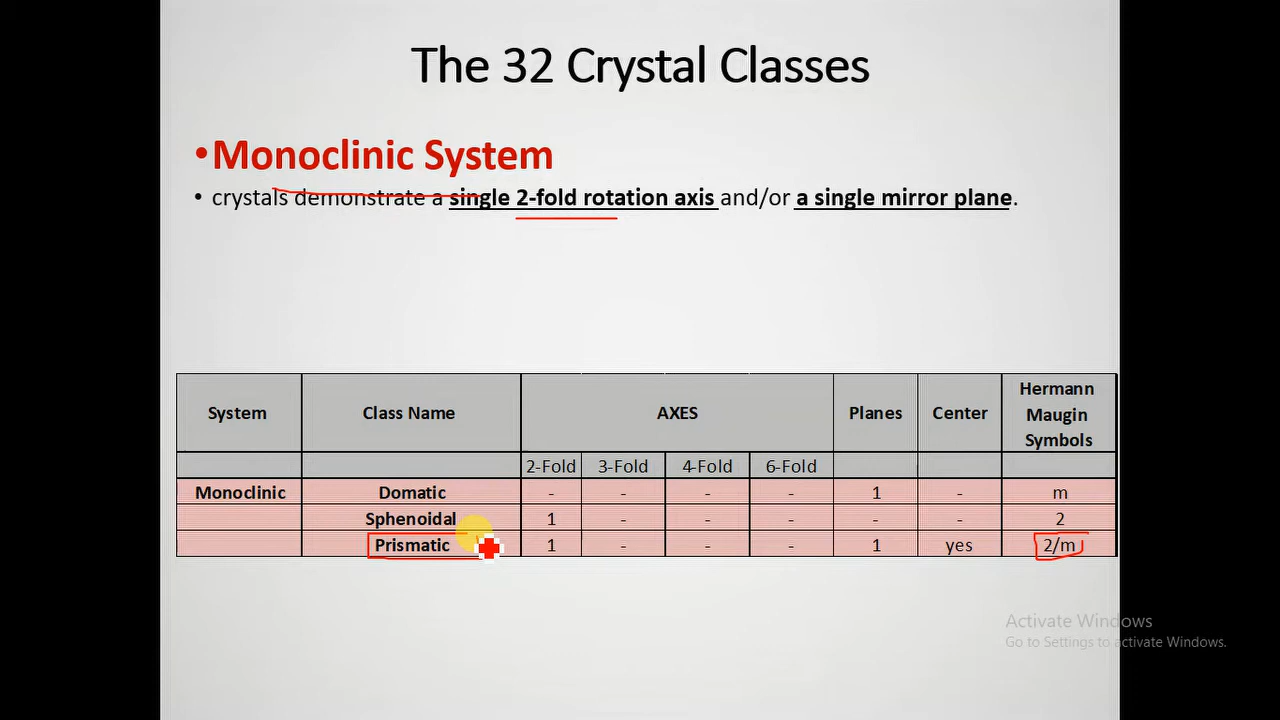 The 32 Crystal Classes
•Monoclinic System
• crystals demonstrate a single 2-fold rotation axis and/or a single mirror plane.
System Class Name AXES Planes Center Hermann Maugin Symbols
2-Fold 3-Fold 4-Fold 6-Fold
Monoclinic Domatic - - - - 1 - m
Sphenoidal 1 - - - - - 2
Prismatic 1 - - - 1 yes 2/m
Activate Windows
Go to Settings to activate Windows.